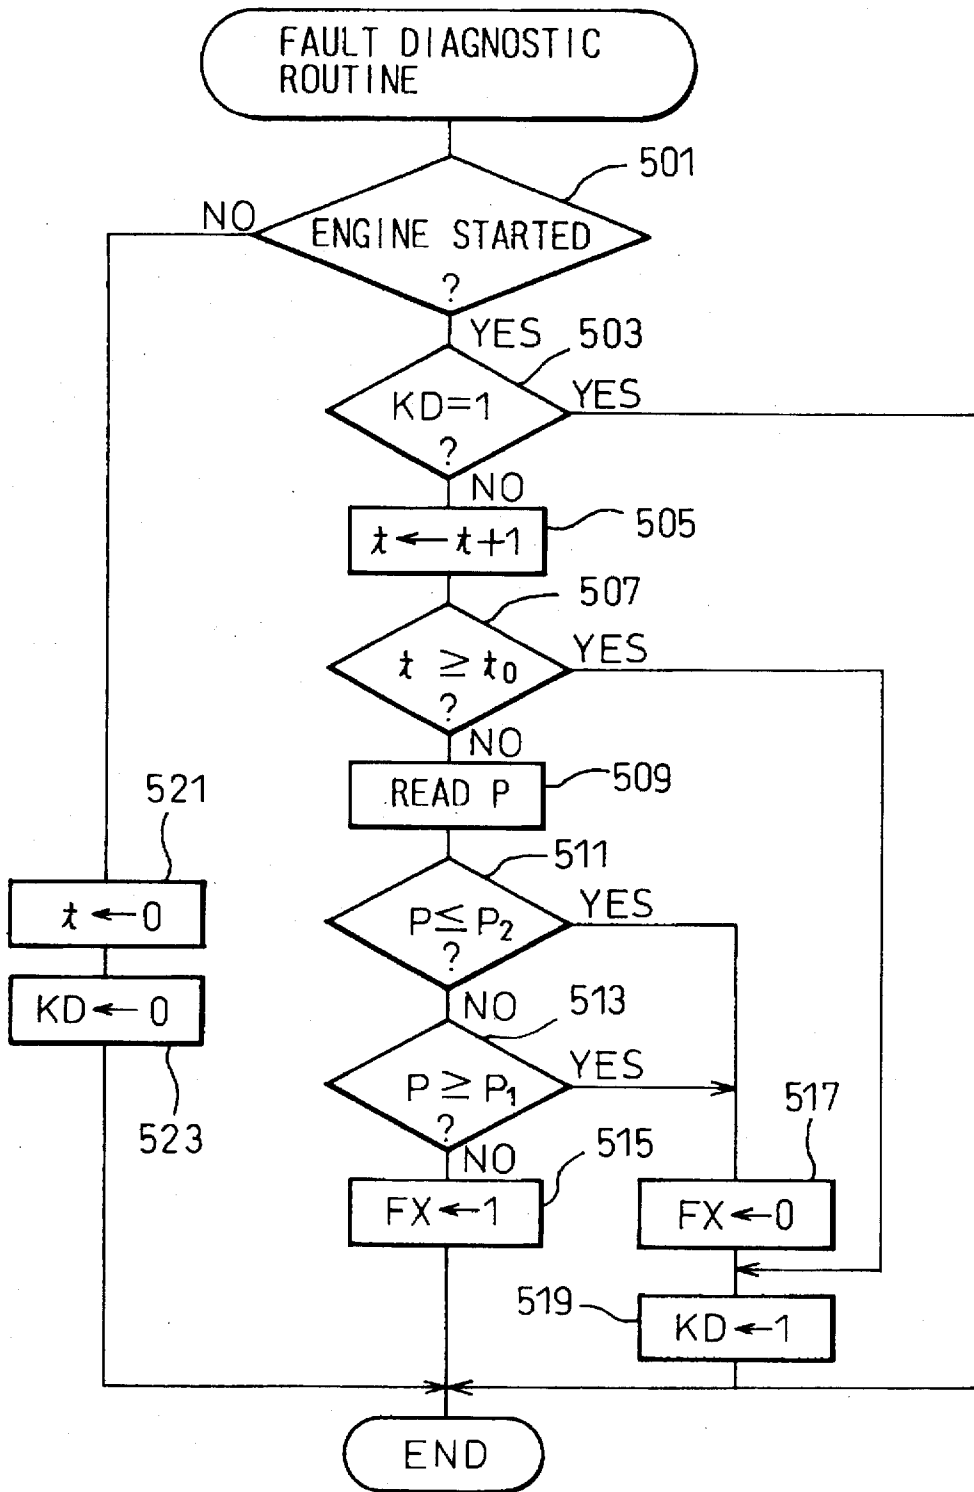 FAULT DIAGNOSTIC
ROUTINE
501
NO
ENGINE STARTED
?
YES
503
KD=1
YES
?
NO
505
t←t+1
507
YES
t ≥ t0
?
NO
509
READ P
521
511
t←0
YES
P≤P2
?
KD←0
NO
513
YES
P ≥ P1
517
523
?
515
NO
FX←1
FX←0
519
KD←1
END